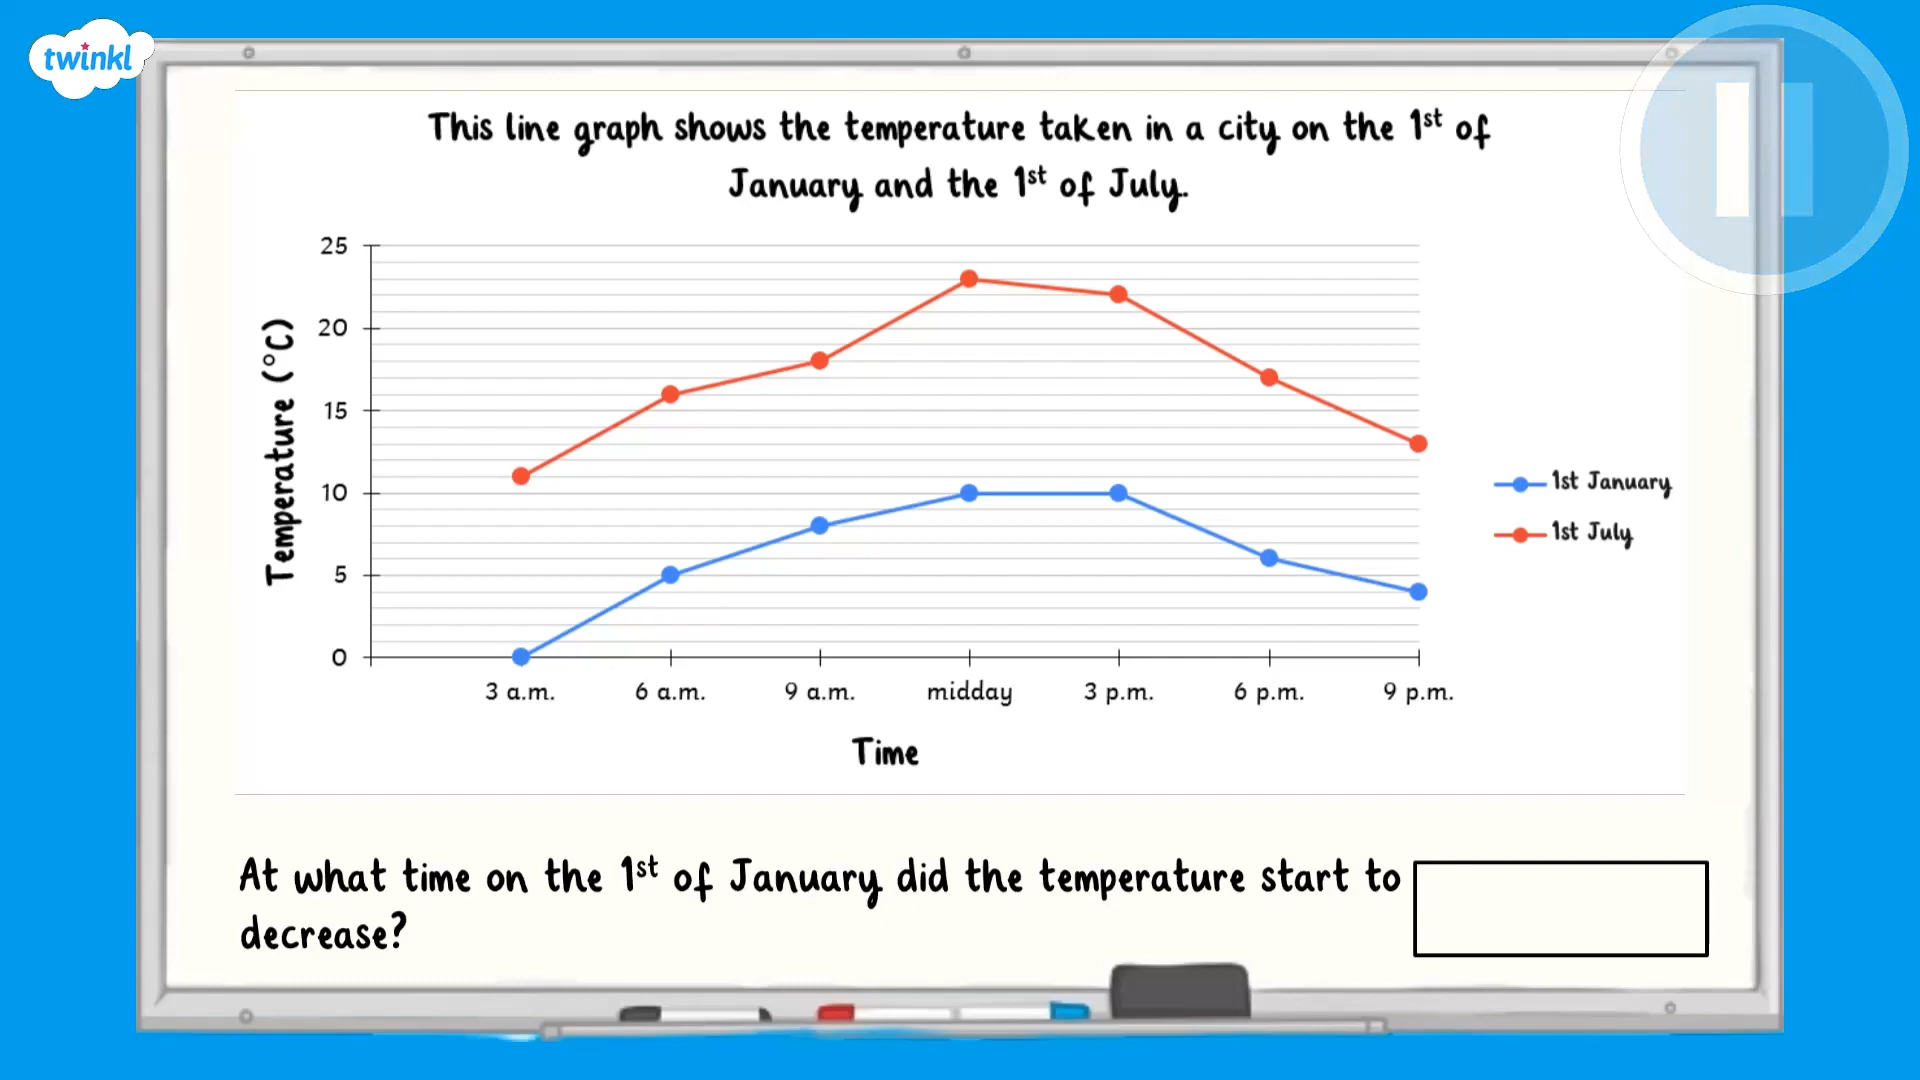 twinkl
This line graph shows the temperature taken in a city on the 1st of
January and the 1st of July.
25
20
15
10
5
0
Temperature (°C)
3 a.m. 6 a.m. 9 a.m. midday 3 p.m. 6 p.m. 9 p.m.
Time
1st January
1st July
At what time on the 1st of January did the temperature start to
decrease?